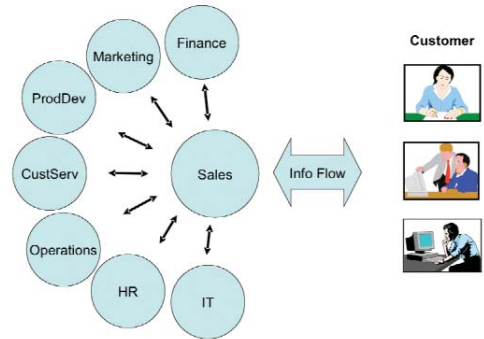 Finance
Marketing
Customer
ProdDev
CustServ
Sales
Info Flow
Operations
HR
IT